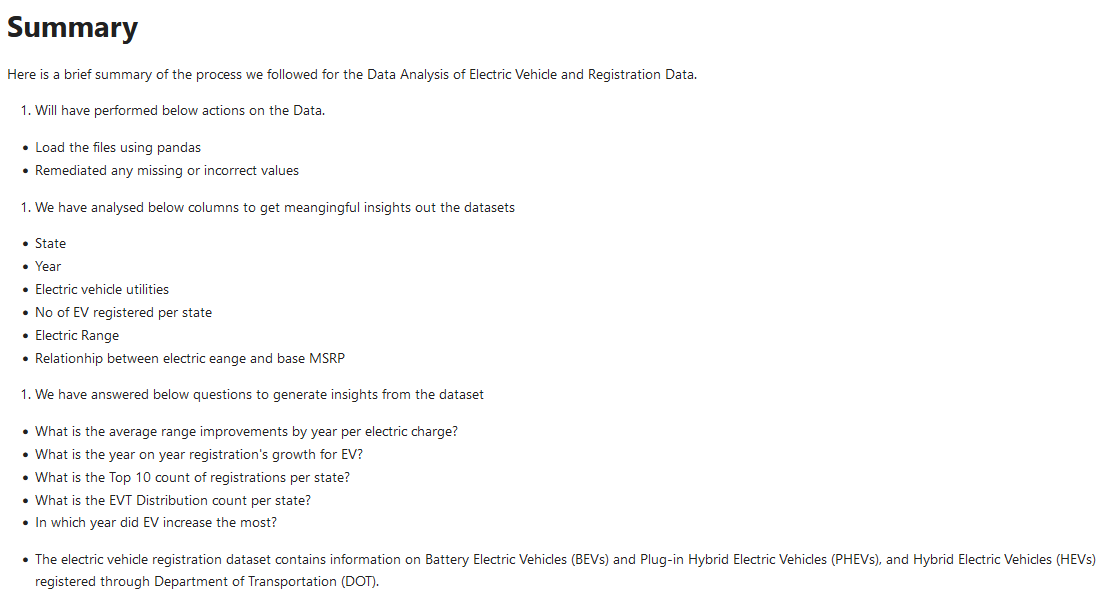 Summary
Here is a brief summary of the process we followed for the Data Analysis of Electric Vehicle and Registration Data.
1. Will have performed below actions on the Data.
• Load the files using pandas
• Remediated any missing or incorrect values
1. We have analysed below columns to get meangingful insights out the datasets
• State
• Year
• Electric vehicle utilities
• No of EV registered per state
• Electric Range
• Relationhip between electric eange and base MSRP
1. We have answered below questions to generate insights from the dataset
• What is the average range improvements by year per electric charge?
• What is the year on year registration's growth for EV?
• What is the Top 10 count of registrations per state?
• What is the EVT Distribution count per state?
• In which year did EV increase the most?
• The electric vehicle registration dataset contains information on Battery Electric Vehicles (BEVs) and Plug-in Hybrid Electric Vehicles (PHEVs), and Hybrid Electric Vehicles (HEVs)
registered through Department of Transportation (DOT).